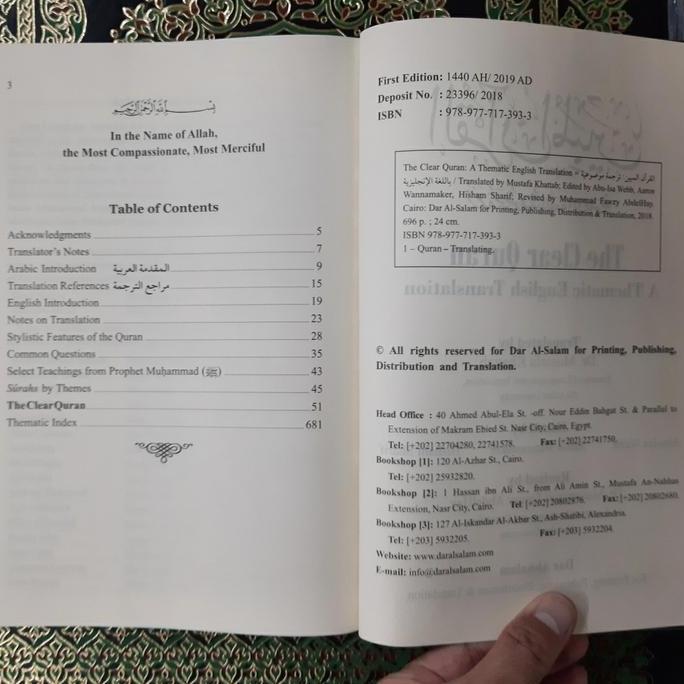 3
بسم الله الرحمن الرحيم
In the Name of Allah,
the Most Compassionate, Most Merciful
Table of Contents
Acknowledgments 5
Translator's Notes 7
Arabic Introduction المقدمة العربية 9
Translation References مراجع الترجمة 15
English Introduction 19
Notes on Translation 23
Stylistic Features of the Quran 28
Common Questions 35
Select Teachings from Prophet Muḥammad (ﷺ) 43
Sûrahs by Themes 45
The Clear Quran 51
Thematic Index 681
First Edition: 1440 AH/ 2019 AD
Deposit No. : 23396/ 2018
ISBN : 978-977-717-393-3
The Clear Quran: A Thematic English Translation = القرآن المبين: ترجمة موضوعية
باللغة الإنجليزية / Translated by Mustafa Khattab; Edited by Abu-Isa Webb, Aaron
Wannamaker, Hisham Sharif; Revised by Muhammad Fawzy AbdelHay.
Cairo: Dar Al-Salam for Printing, Publishing, Distribution & Translation, 2018.
696 p. ; 24 cm.
ISBN 978-977-717-393-3
1 – Quran – Translating.
© All rights reserved for Dar Al-Salam for Printing, Publishing,
Distribution and Translation.
Head Office : 40 Ahmed Abul-Ela St. -off. Nour Eddin Bahgat St. & Parallel to
Extension of Makram Ebied St. Nasr City, Cairo, Egypt.
Tel: [+202] 22704280, 22741578. Fax: [+202] 22741750.
Bookshop [1]: 120 Al-Azhar St., Cairo.
Tel: [+202] 25932820.
Bookshop [2]: 1 Hassan ibn Ali St., from Ali Amin St., Mustafa An-Nahhas
Extension, Nasr City, Cairo. Tel: [+202] 20802876. Fax: [+202] 20802680.
Bookshop [3]: 127 Al-Iskandar Al-Akbar St., Ash-Shatibi, Alexandria.
Tel: [+203] 5932205. Fax: [+203] 5932204.
Website: www.daralsalam.com
E-mail: info@daralsalam.com